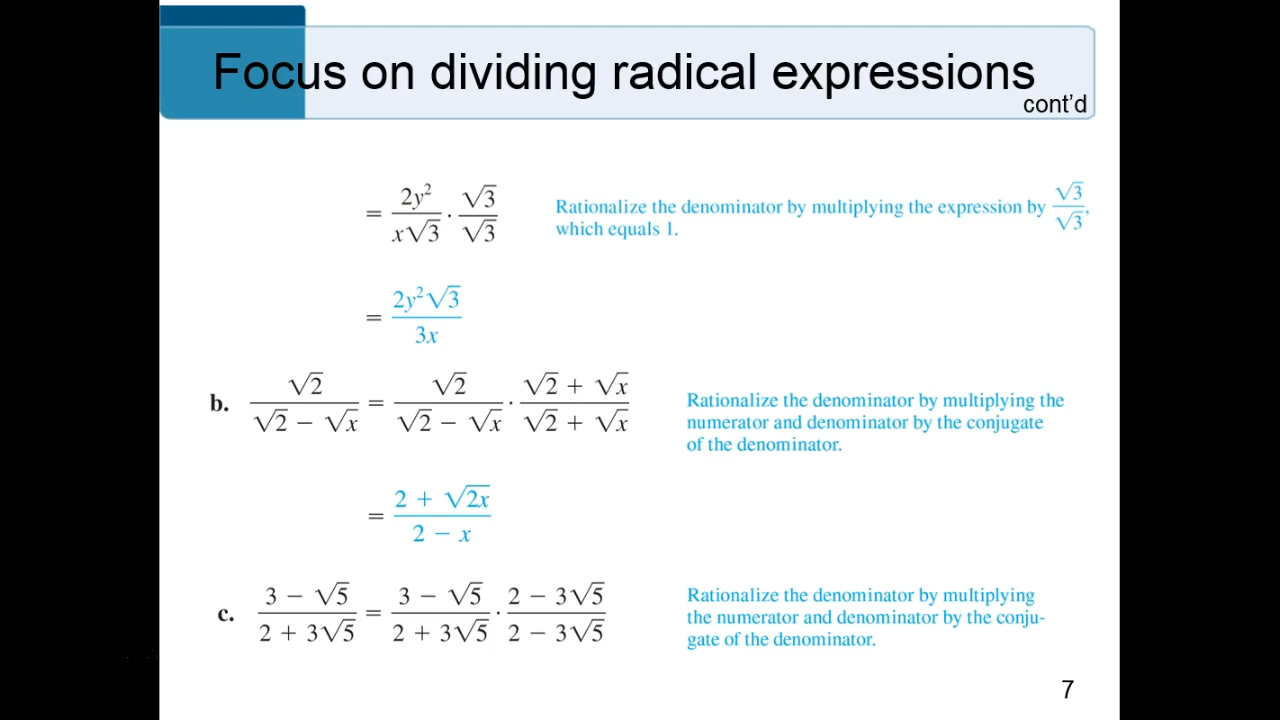 Focus on dividing radical expressions
cont’d
= 2y²/(x√3) · √3/√3
Rationalize the denominator by multiplying the expression by √3/√3,
which equals 1.
= 2y²√3/(3x)
b. √2/(√2 − √x) = √2/(√2 − √x) · (√2 + √x)/(√2 + √x)
Rationalize the denominator by multiplying the
numerator and denominator by the conjugate
of the denominator.
= (2 + √(2x))/(2 − x)
c. (3 − √5)/(2 + 3√5) = (3 − √5)/(2 + 3√5) · (2 − 3√5)/(2 − 3√5)
Rationalize the denominator by multiplying
the numerator and denominator by the conju-
gate of the denominator.
7